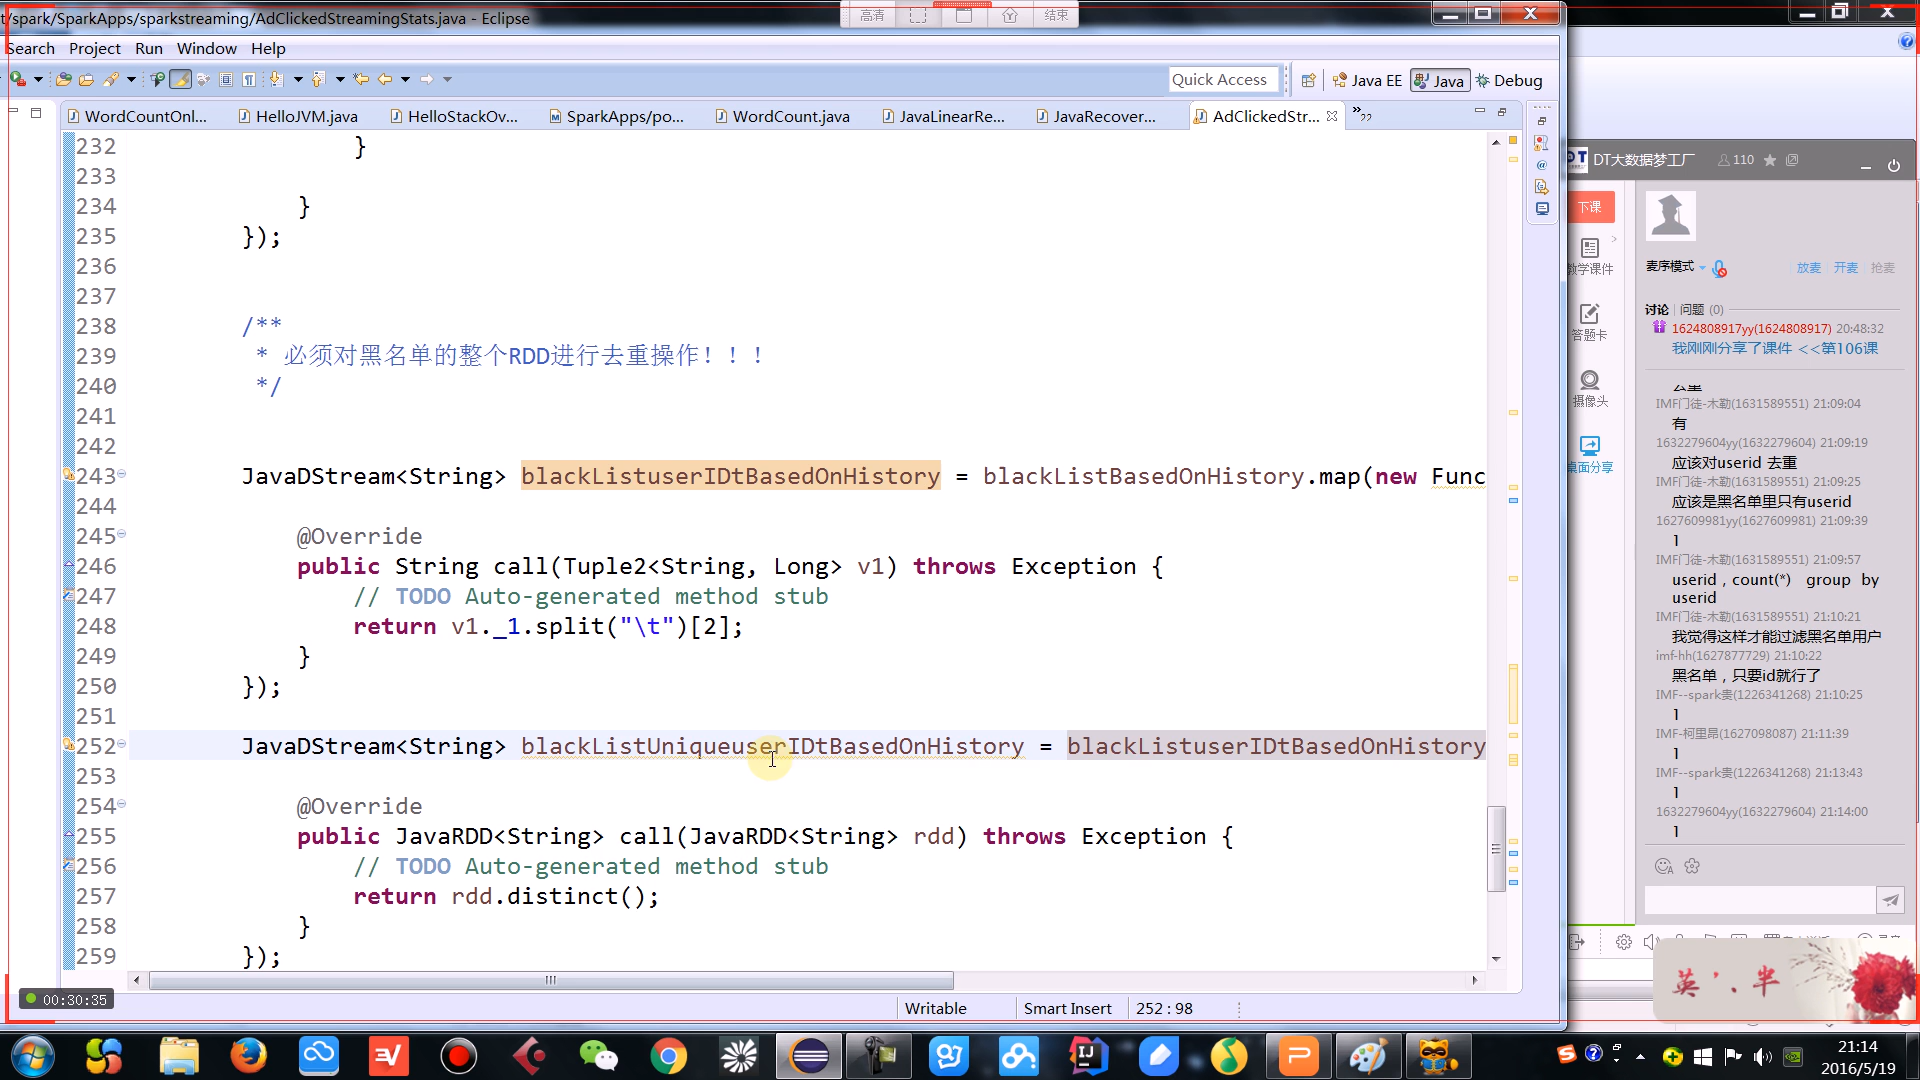 t/spark/SparkApps/sparkstreaming/AdClickedStreamingStats.java - Eclipse
高清
结束
Search Project Run Window Help
Quick Access
Java EE
Java
Debug
WordCountOnl...
HelloJVM.java
HelloStackOv...
SparkApps/po...
WordCount.java
JavaLinearRe...
JavaRecover...
AdClickedStr...
»22
232 }
233
234 }
235 });
236
237
238 /**
239 * 必须对黑名单的整个RDD进行去重操作！！！
240 */
241
242
243 JavaDStream<String> blackListuserIDtBasedOnHistory = blackListBasedOnHistory.map(new Func
244
245 @Override
246 public String call(Tuple2<String, Long> v1) throws Exception {
247 // TODO Auto-generated method stub
248 return v1._1.split("\t")[2];
249 }
250 });
251
252 JavaDStream<String> blackListUniqueuserIDtBasedOnHistory = blackListuserIDtBasedOnHistory
253
254 @Override
255 public JavaRDD<String> call(JavaRDD<String> rdd) throws Exception {
256 // TODO Auto-generated method stub
257 return rdd.distinct();
258 }
259 });
00:30:35
Writable
Smart Insert
252 : 98
DT大数据梦工厂
110
下课
教学课件
答题卡
摄像头
桌面分享
麦序模式
放麦 开麦 抢麦
讨论 问题 (0)
1624808917yy(1624808917) 20:48:32
我刚刚分享了课件 <<第106课
IMF门徒-木勒(1631589551) 21:09:04
有
1632279604yy(1632279604) 21:09:19
应该对userid 去重
IMF门徒-木勒(1631589551) 21:09:25
应该是黑名单里只有userid
1627609981yy(1627609981) 21:09:39
1
IMF门徒-木勒(1631589551) 21:09:57
userid , count(*) group by
userid
IMF门徒-木勒(1631589551) 21:10:21
我觉得这样才能过滤黑名单用户
imf-hh(1627877729) 21:10:22
黑名单，只要id就行了
IMF--spark贵(1226341268) 21:10:25
1
IMF-柯里昂(1627098087) 21:11:39
1
IMF--spark贵(1226341268) 21:13:43
1
1632279604yy(1632279604) 21:14:00
1
英 半
21:14
2016/5/19